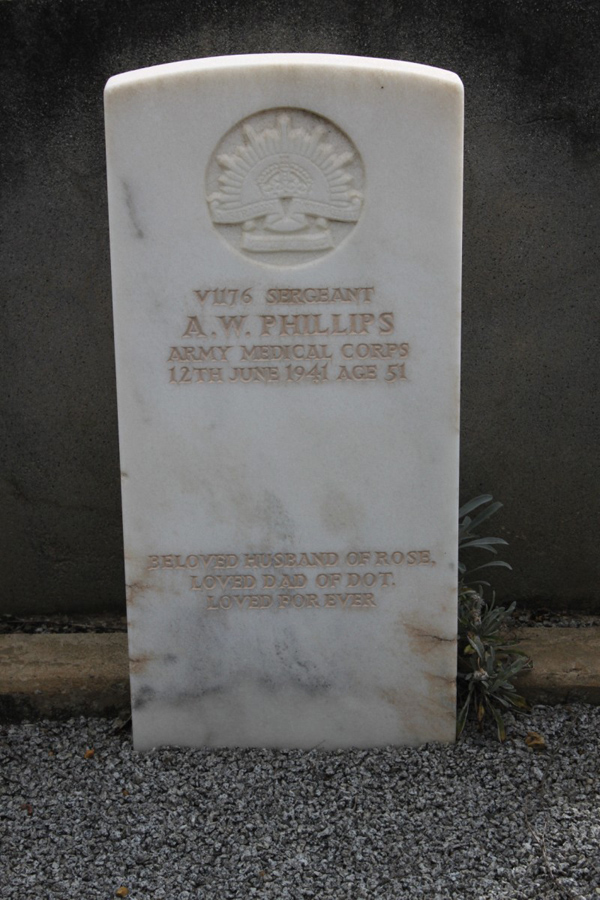 V1176 SERGEANT
A.W. PHILLIPS
ARMY MEDICAL CORPS
12TH JUNE 1941 AGE 51
BELOVED HUSBAND OF ROSE,
LOVED DAD OF DOT.
LOVED FOR EVER